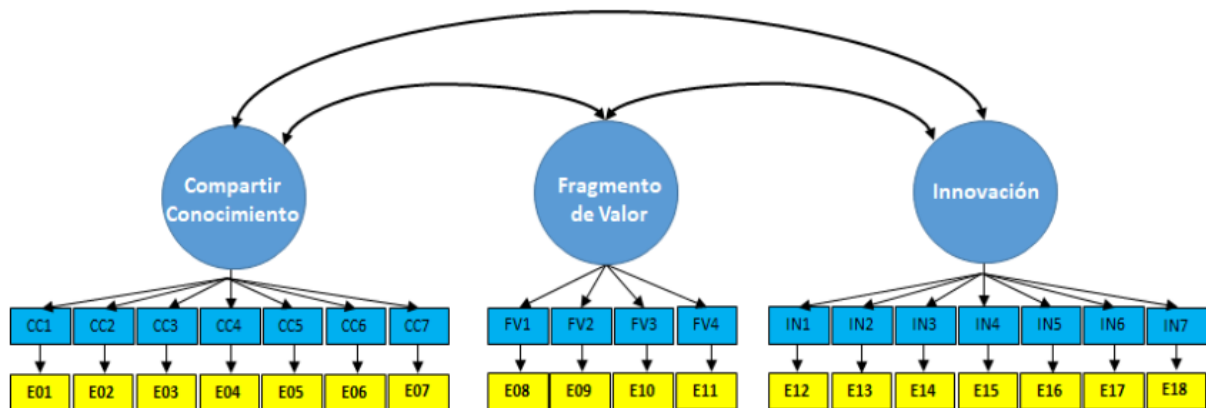 Compartir
Conocimiento
Fragmento
de Valor
Innovación
CC1 CC2 CC3 CC4 CC5 CC6 CC7 FV1 FV2 FV3 FV4 IN1 IN2 IN3 IN4 IN5 IN6 IN7
E01 E02 E03 E04 E05 E06 E07 E08 E09 E10 E11 E12 E13 E14 E15 E16 E17 E18